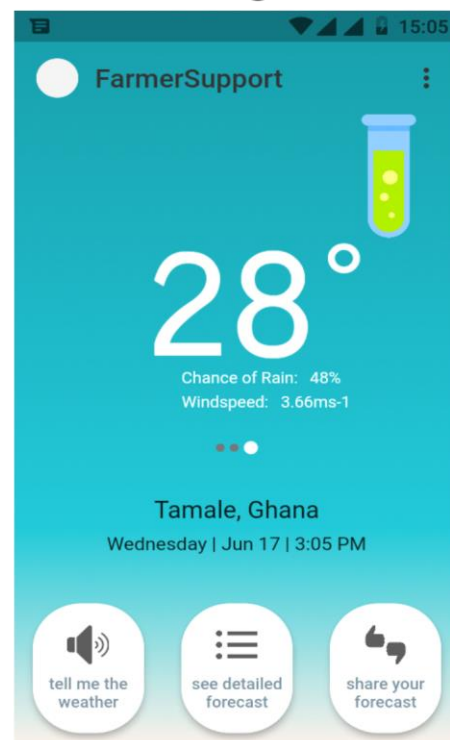 15:05
FarmerSupport
28°
Chance of Rain: 48%
Windspeed: 3.66ms-1
Tamale, Ghana
Wednesday | Jun 17 | 3:05 PM
tell me the
weather
see detailed
forecast
share your
forecast